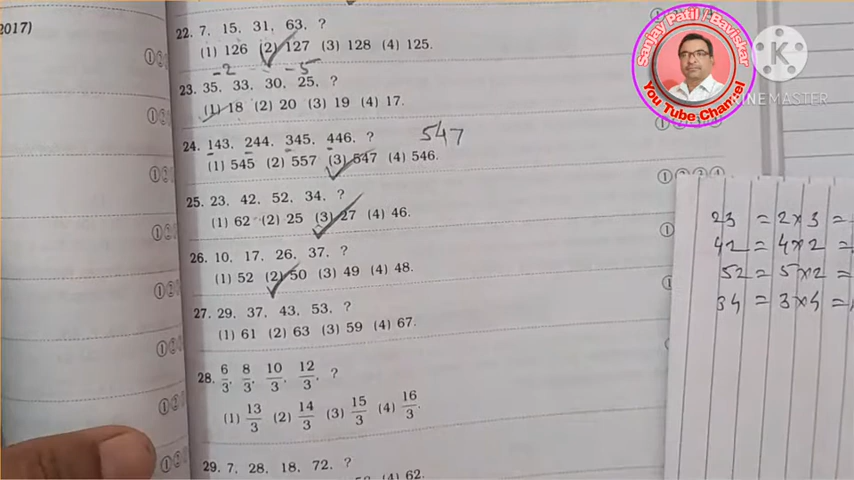 2017)
22. 7, 15, 31, 63, ?
(1) 126 (2) 127 (3) 128 (4) 125.
-2 -5
23. 35, 33, 30, 25, ?
(1) 18 (2) 20 (3) 19 (4) 17.
24. 143, 244, 345, 446, ? 547
(1) 545 (2) 557 (3) 547 (4) 546.
25. 23, 42, 52, 34, ?
(1) 62 (2) 25 (3) 27 (4) 46.
26. 10, 17, 26, 37, ?
(1) 52 (2) 50 (3) 49 (4) 48.
27. 29, 37, 43, 53, ?
(1) 61 (2) 63 (3) 59 (4) 67.
28. 6/3, 8/3, 10/3, 12/3, ?
(1) 13/3 (2) 14/3 (3) 15/3 (4) 16/3.
29. 7, 28, 18, 72, ?
(4) 62.
23 = 2×3 =
42 = 4×2 =
52 = 5×2 =
34 = 3×4 =
Sanjay Patil / Baviskar
You Tube Channel
K
NEMASTER